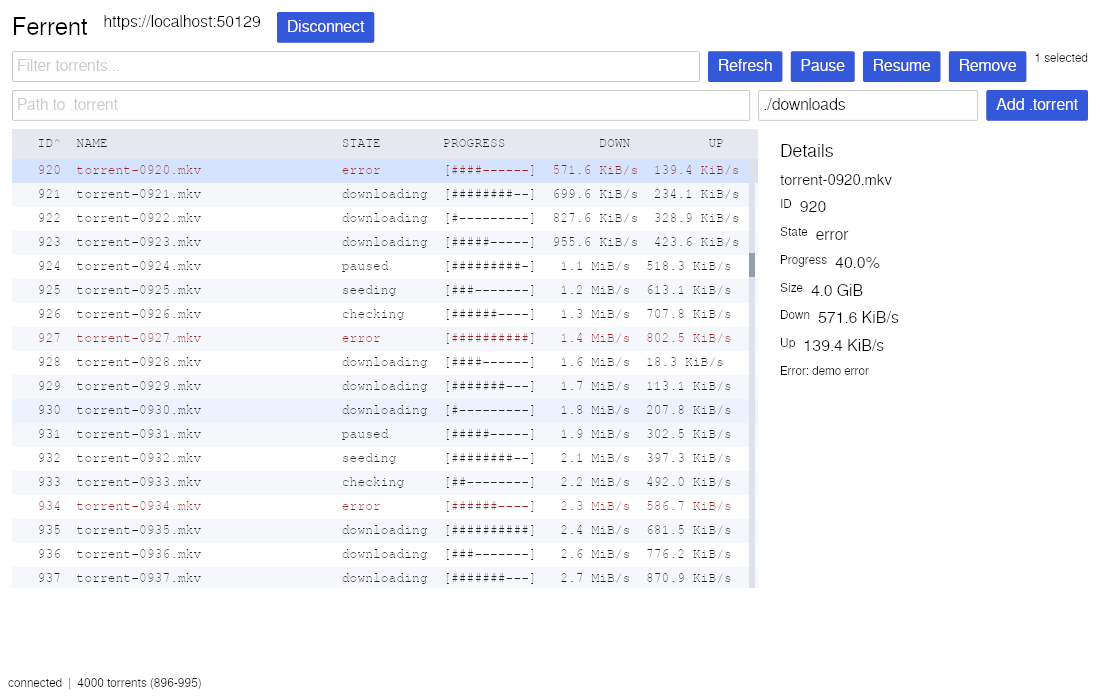 Ferrent https://localhost:50129 Disconnect
Filter torrents... Refresh Pause Resume Remove 1 selected
Path to .torrent ./downloads Add .torrent
ID^ NAME STATE PROGRESS DOWN UP
920 torrent-0920.mkv error [####------] 571.6 KiB/s 139.4 KiB/s
921 torrent-0921.mkv downloading [########--] 699.6 KiB/s 234.1 KiB/s
922 torrent-0922.mkv downloading [#---------] 827.6 KiB/s 328.9 KiB/s
923 torrent-0923.mkv downloading [#####-----] 955.6 KiB/s 423.6 KiB/s
924 torrent-0924.mkv paused [#########-] 1.1 MiB/s 518.3 KiB/s
925 torrent-0925.mkv seeding [###-------] 1.2 MiB/s 613.1 KiB/s
926 torrent-0926.mkv checking [######----] 1.3 MiB/s 707.8 KiB/s
927 torrent-0927.mkv error [##########] 1.4 MiB/s 802.5 KiB/s
928 torrent-0928.mkv downloading [####------] 1.6 MiB/s 18.3 KiB/s
929 torrent-0929.mkv downloading [#######---] 1.7 MiB/s 113.1 KiB/s
930 torrent-0930.mkv downloading [#---------] 1.8 MiB/s 207.8 KiB/s
931 torrent-0931.mkv paused [#####-----] 1.9 MiB/s 302.5 KiB/s
932 torrent-0932.mkv seeding [########--] 2.1 MiB/s 397.3 KiB/s
933 torrent-0933.mkv checking [##--------] 2.2 MiB/s 492.0 KiB/s
934 torrent-0934.mkv error [######----] 2.3 MiB/s 586.7 KiB/s
935 torrent-0935.mkv downloading [##########] 2.4 MiB/s 681.5 KiB/s
936 torrent-0936.mkv downloading [###-------] 2.6 MiB/s 776.2 KiB/s
937 torrent-0937.mkv downloading [#######---] 2.7 MiB/s 870.9 KiB/s
Details
torrent-0920.mkv
ID 920
State error
Progress 40.0%
Size 4.0 GiB
Down 571.6 KiB/s
Up 139.4 KiB/s
Error: demo error
connected | 4000 torrents (896-995)